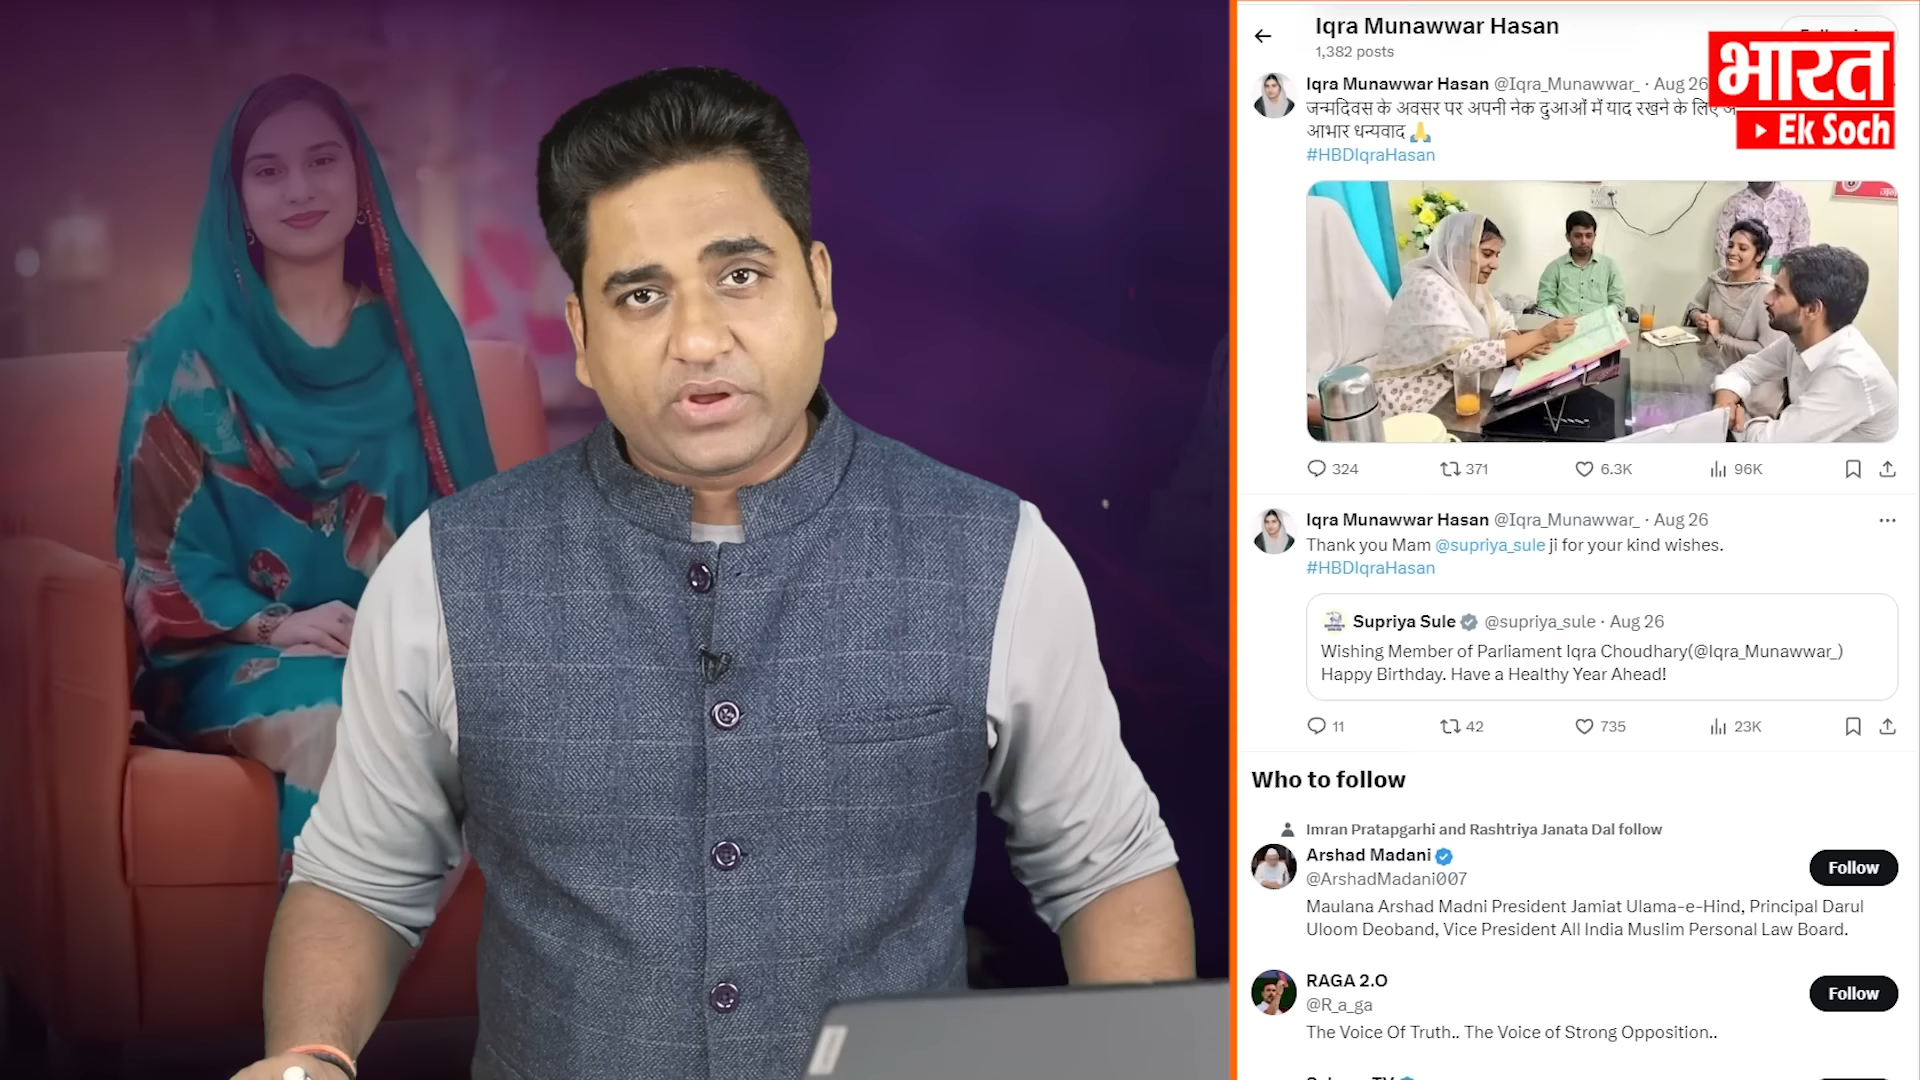 Iqra Munawwar Hasan
1,382 posts
भारत
Ek Soch
Iqra Munawwar Hasan @Iqra_Munawwar_ · Aug 26
जन्मदिवस के अवसर पर अपनी नेक दुआओं में याद रखने के लिए
आभार धन्यवाद 🙏
#HBDIqraHasan
324 371 6.3K 96K
Iqra Munawwar Hasan @Iqra_Munawwar_ · Aug 26
Thank you Mam @supriya_sule ji for your kind wishes.
#HBDIqraHasan
Supriya Sule @supriya_sule · Aug 26
Wishing Member of Parliament Iqra Choudhary(@Iqra_Munawwar_)
Happy Birthday. Have a Healthy Year Ahead!
11 42 735 23K
Who to follow
Imran Pratapgarhi and Rashtriya Janata Dal follow
Arshad Madani
@ArshadMadani007
Follow
Maulana Arshad Madni President Jamiat Ulama-e-Hind, Principal Darul
Uloom Deoband, Vice President All India Muslim Personal Law Board.
RAGA 2.O
@R_a_ga
Follow
The Voice Of Truth.. The Voice of Strong Opposition..